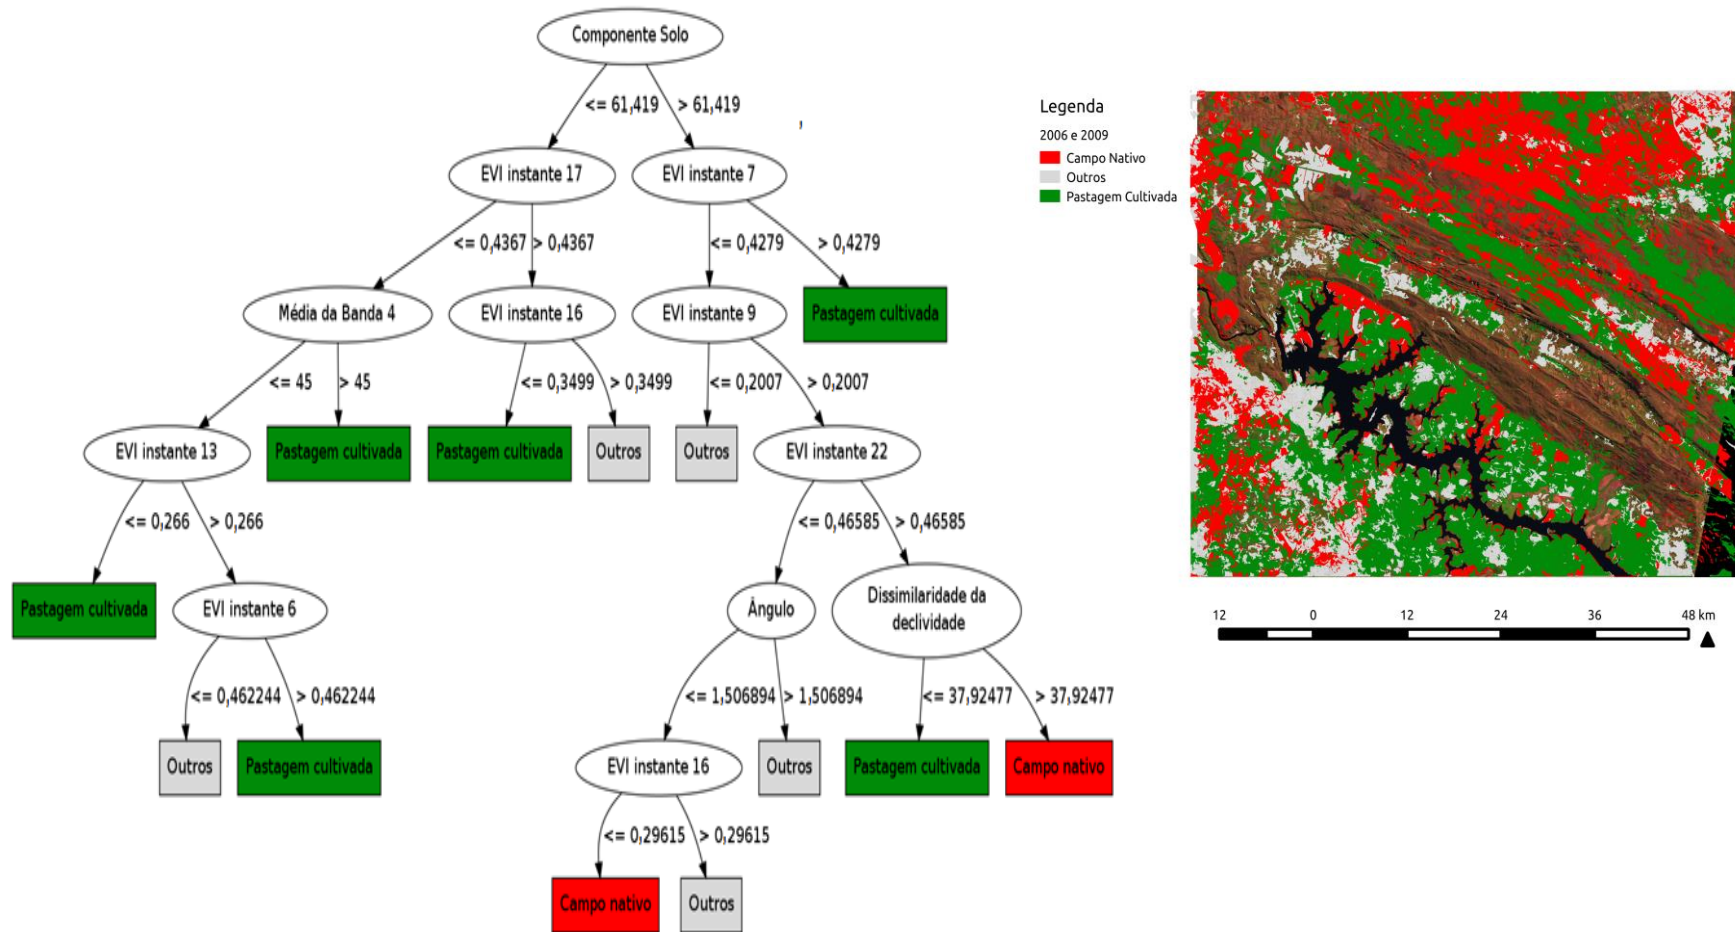 Componente Solo
<= 61,419
> 61,419
,
EVI instante 17
EVI instante 7
<= 0,4367
> 0,4367
<= 0,4279
> 0,4279
Média da Banda 4
EVI instante 16
EVI instante 9
Pastagem cultivada
<= 45
> 45
<= 0,3499
> 0,3499
<= 0,2007
> 0,2007
EVI instante 13
Pastagem cultivada
Pastagem cultivada
Outros
Outros
EVI instante 22
<= 0,266
> 0,266
<= 0,46585
> 0,46585
Pastagem cultivada
EVI instante 6
Ângulo
Dissimilaridade da
declividade
<= 0,462244
> 0,462244
<= 1,506894
> 1,506894
<= 37,92477
> 37,92477
Outros
Pastagem cultivada
EVI instante 16
Outros
Pastagem cultivada
Campo nativo
<= 0,29615
> 0,29615
Campo nativo
Outros
Legenda
2006 e 2009
Campo Nativo
Outros
Pastagem Cultivada
12 0 12 24 36 48 km